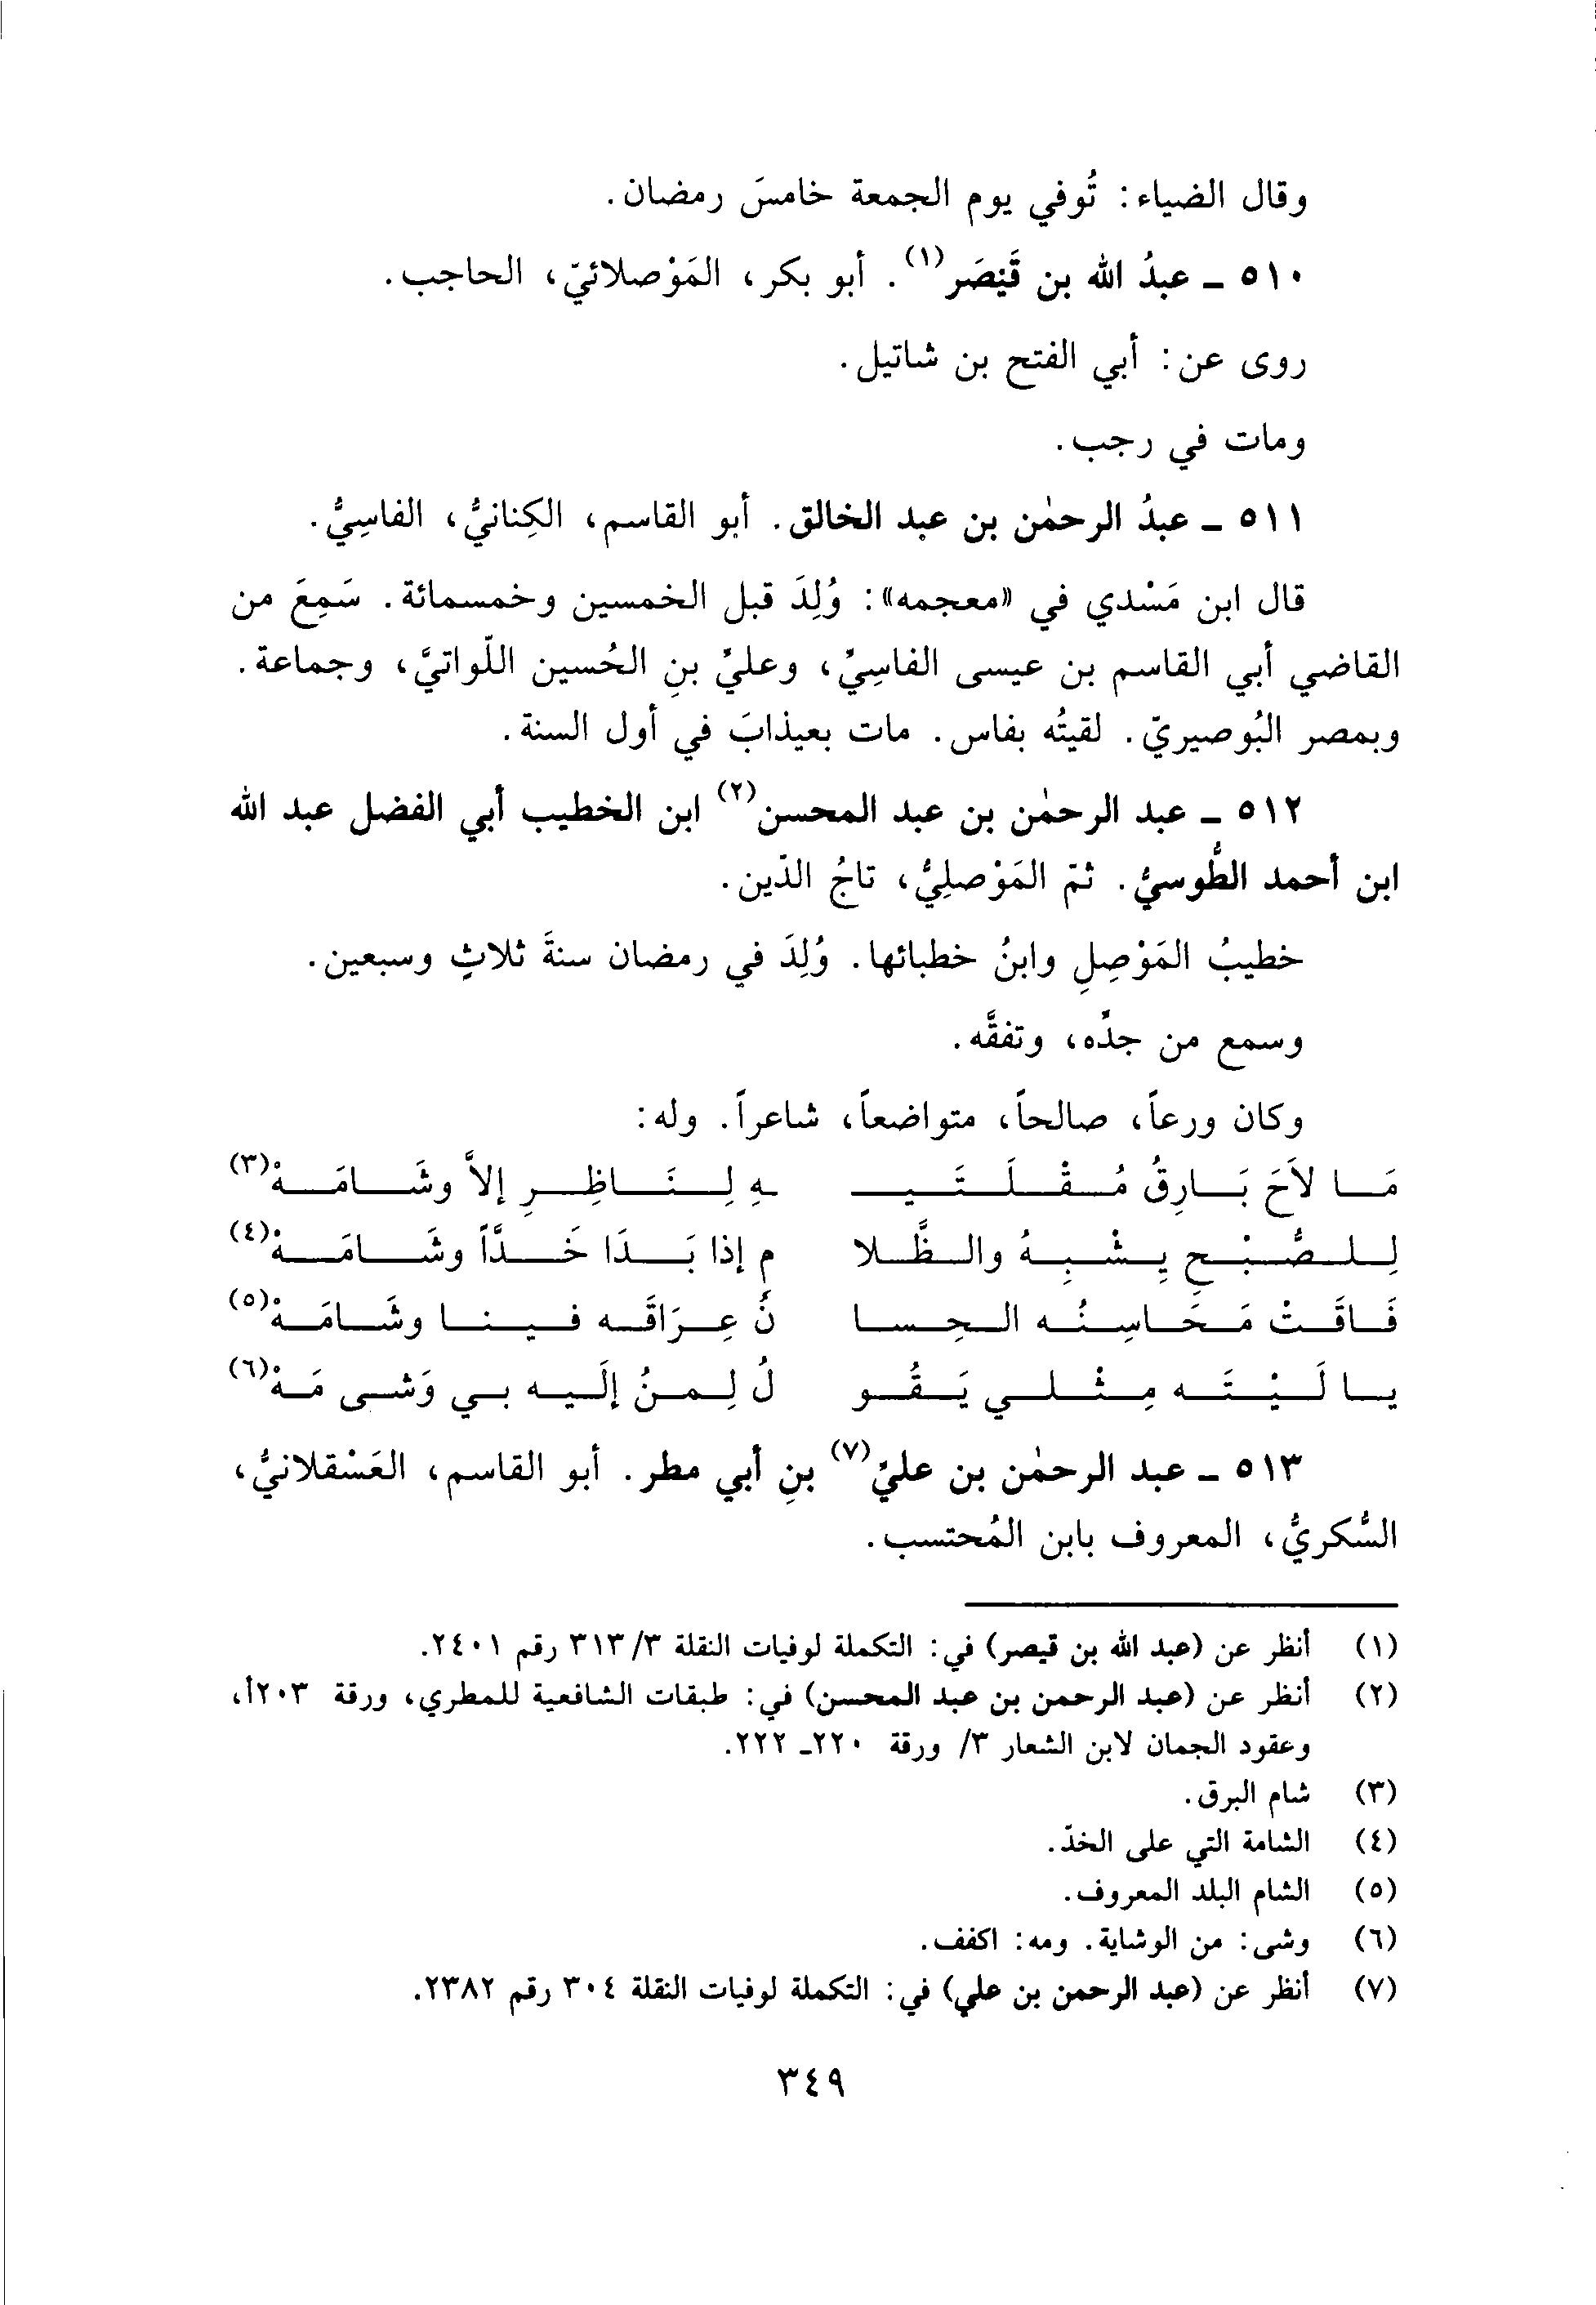 وقال الضياء: تُوفي يوم الجمعة خامسَ رمضان.
٥١٠ ـ عبدُ الله بن قَيْصَر(١). أبو بكر، المَوْصلائيّ، الحاجب.
روى عن: أبي الفتح بن شاتيل.
ومات في رجب.
٥١١ ـ عبدُ الرحمٰن بن عبد الخالق. أبو القاسم، الكِنانيُّ، الفاسِيُّ.
قال ابن مَسْدي في «معجمه»: وُلِدَ قبل الخمسين وخمسمائة. سَمِعَ من
القاضي أبي القاسم بن عيسى الفاسِيِّ، وعليِّ بنِ الحُسين اللّواتيَّ، وجماعة.
وبمصر البُوصيريّ. لقيتُه بفاس. مات بعيذابَ في أول السنة.
٥١٢ ـ عبد الرحمٰن بن عبد المحسن(٢) ابن الخطيب أبي الفضل عبد الله
ابن أحمد الطُّوسيُّ. ثمّ المَوْصلِيُّ، تاجُ الدّين.
خطيبُ المَوْصِلِ وابنُ خطبائها. وُلِدَ في رمضان سنةَ ثلاثٍ وسبعين.
وسمع من جدِّه، وتفقَّه.
وكان ورعاً، صالحاً، متواضعاً، شاعراً. وله:
مَا لاَحَ بَارِقُ مُقْلَتَيـ ـهِ لِنَاظِرِ إلاَّ وشَامَهْ(٣)
لِلصُّبْحِ يِشْبِهُ والظَّلا مِ إذا بَدَا خَدَّاً وشَامَهْ(٤)
فَاقَتْ مَحَاسِنُه الحِسا نُ عِرَاقَه فينا وشَامَهْ(٥)
يا لَيْتَه مِثْلي يَقُو لُ لِمنُ إلَيه بي وَشى مَهْ(٦)
٥١٣ ـ عبد الرحمٰن بن عليّ(٧) بنِ أبي مطر. أبو القاسم، العَسْقلانيُّ،
السُّكريُّ، المعروف بابن المُحتسب.
(١) أنظر عن (عبد الله بن قيصر) في: التكملة لوفيات النقلة ٣/ ٣١٣ رقم ٢٤٠١.
(٢) أنظر عن (عبد الرحمن بن عبد المحسن) في: طبقات الشافعية للمطري، ورقة ٢٠٣أ،
وعقود الجمان لابن الشعار ٣/ ورقة ٢٢٠ ـ ٢٢٢.
(٣) شام البرق.
(٤) الشامة التي على الخدّ.
(٥) الشام البلد المعروف.
(٦) وشى: من الوشاية. ومه: اكفف.
(٧) أنظر عن (عبد الرحمن بن علي) في: التكملة لوفيات النقلة ٣٠٤ رقم ٢٣٨٢.
٣٤٩